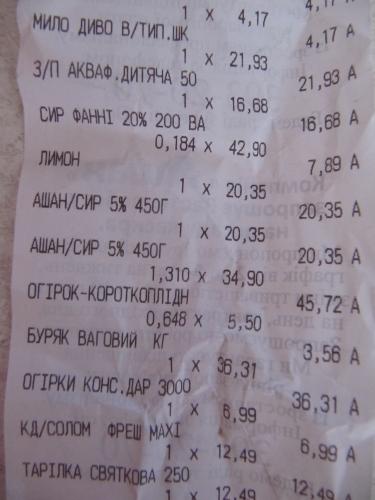 1 x 4,17 4,17 А
МИЛО ДИВО В/ТИП.ШК 4,17 А
1 x 21,93
З/П АКВАФ.ДИТЯЧА 50 21,93 А
1 x 16,68
СИР ФАННІ 20% 200 ВА 16,68 А
0,184 x 42,90
ЛИМОН 7,89 А
1 x 20,35
АШАН/СИР 5% 450Г 20,35 А
1 x 20,35
АШАН/СИР 5% 450Г 20,35 А
1,310 x 34,90
ОГІРОК-КОРОТКОПЛІДН 45,72 А
0,648 x 5,50
БУРЯК ВАГОВИЙ КГ 3,56 А
1 x 36,31
ОГІРКИ КОНС.ДАР 3000 36,31 А
1 x 6,99
КД/СОЛОМ ФРЕШ MAXI 6,99 А
1 x 12,49
ТАРІЛКА СВЯТКОВА 250 12,49 А
1 x 12,49